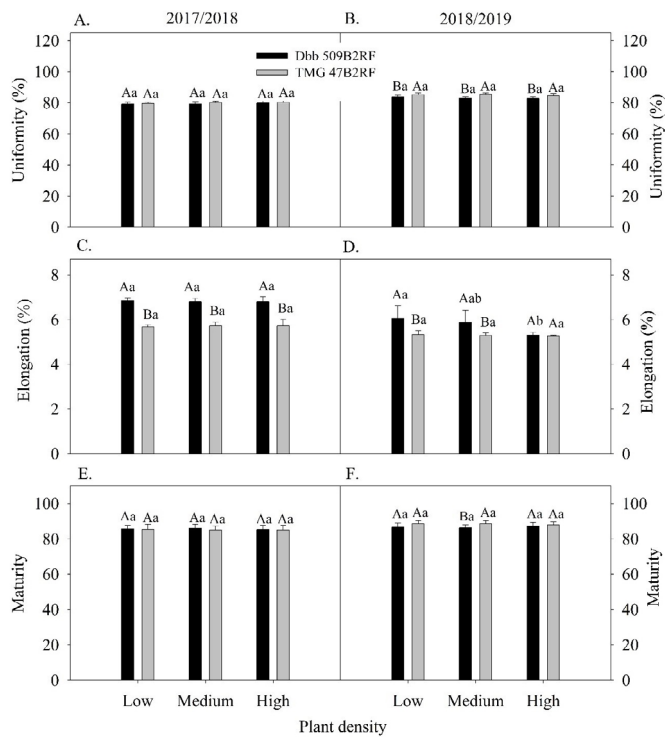 A.
2017/2018
B.
2018/2019
120
100
80
60
40
20
0
Uniformity (%)
Dbb 509B2RF
TMG 47B2RF
Aa Aa Aa Aa Aa Aa
Ba Aa Ba Aa Ba Aa
120
100
80
60
40
20
0
Uniformity (%)
C.
D.
8
6
4
2
0
Elongation (%)
Aa Ba Aa Ba Aa Ba
Aa Ba Aab Ba Ab Aa
8
6
4
2
0
Elongation (%)
E.
F.
100
80
60
40
20
0
Maturity
Aa Aa Aa Aa Aa Aa
Aa Aa Ba Aa Aa Aa
100
80
60
40
20
0
Maturity
Low Medium High
Low Medium High
Plant density